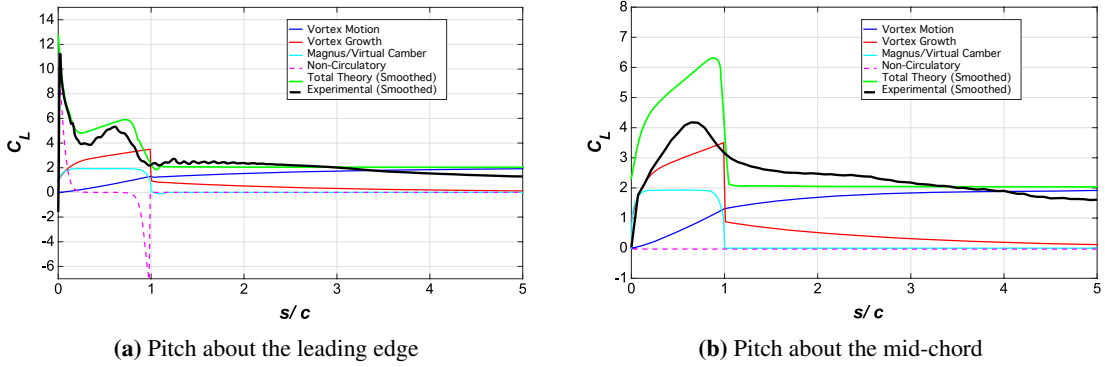 14
12
10
8
6
4
2
0
-2
-4
-6
C_L
Vortex Motion
Vortex Growth
Magnus/Virtual Camber
Non-Circulatory
Total Theory (Smoothed)
Experimental (Smoothed)
0 1 2 3 4 5
s/ c
(a) Pitch about the leading edge
8
7
6
5
4
3
2
1
0
-1
C_L
Vortex Motion
Vortex Growth
Magnus/Virtual Camber
Non-Circulatory
Total Theory (Smoothed)
Experimental (Smoothed)
0 1 2 3 4 5
s/ c
(b) Pitch about the mid-chord